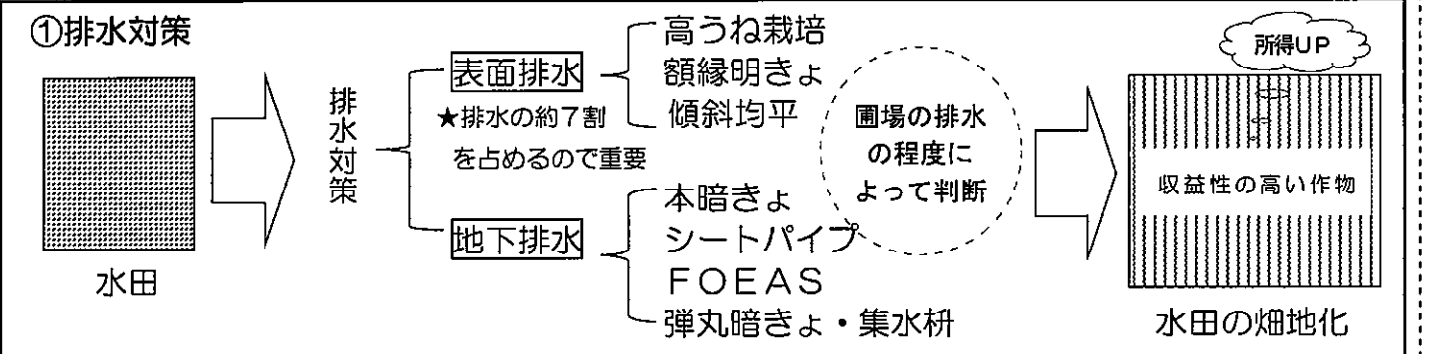 ①排水対策
水田
排水対策
表面排水
★排水の約7割
を占めるので重要
高うね栽培
額縁明きょ
傾斜均平
地下排水
本暗きょ
シートパイプ
FOEAS
弾丸暗きょ・集水枡
圃場の排水
の程度に
よって判断
所得UP
収益性の高い作物
水田の畑地化